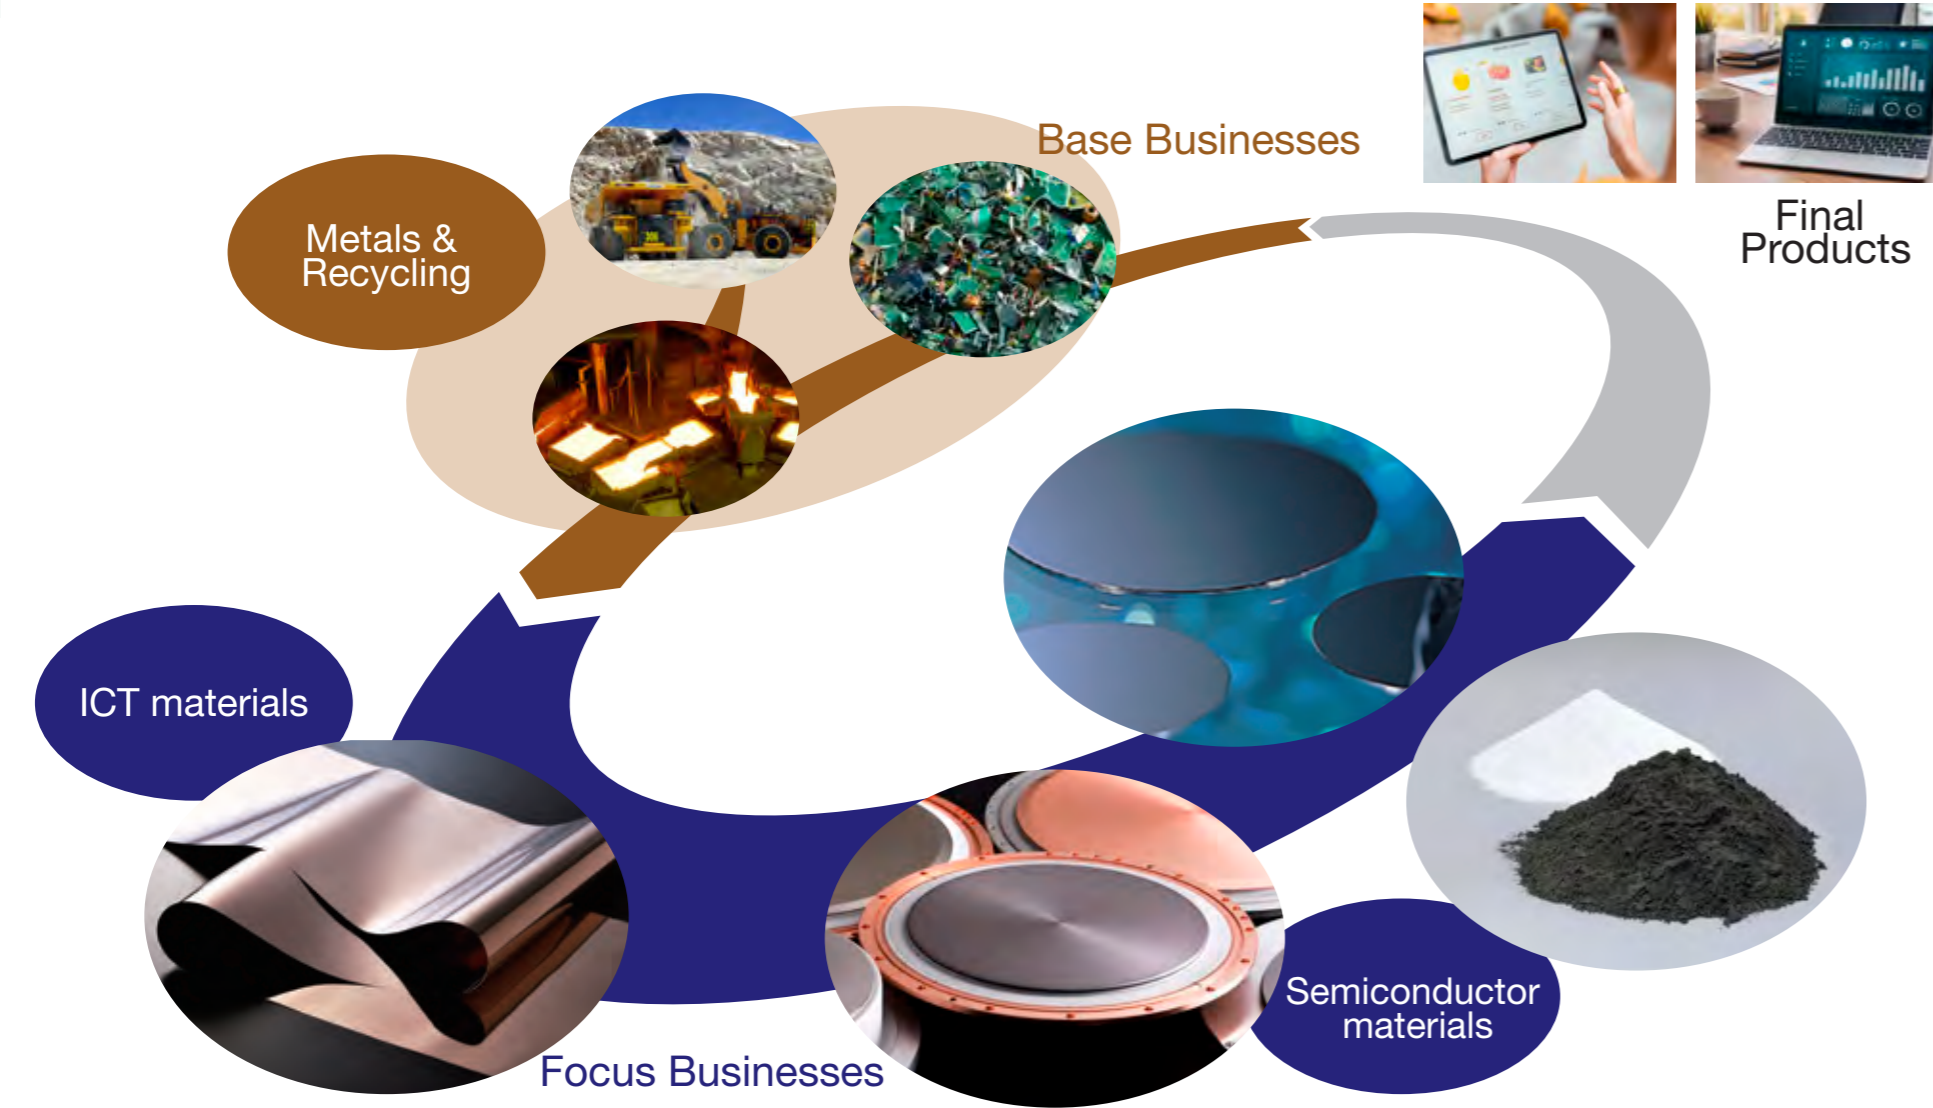 Base Businesses
Metals &
Recycling
Final
Products
ICT materials
Semiconductor
materials
Focus Businesses